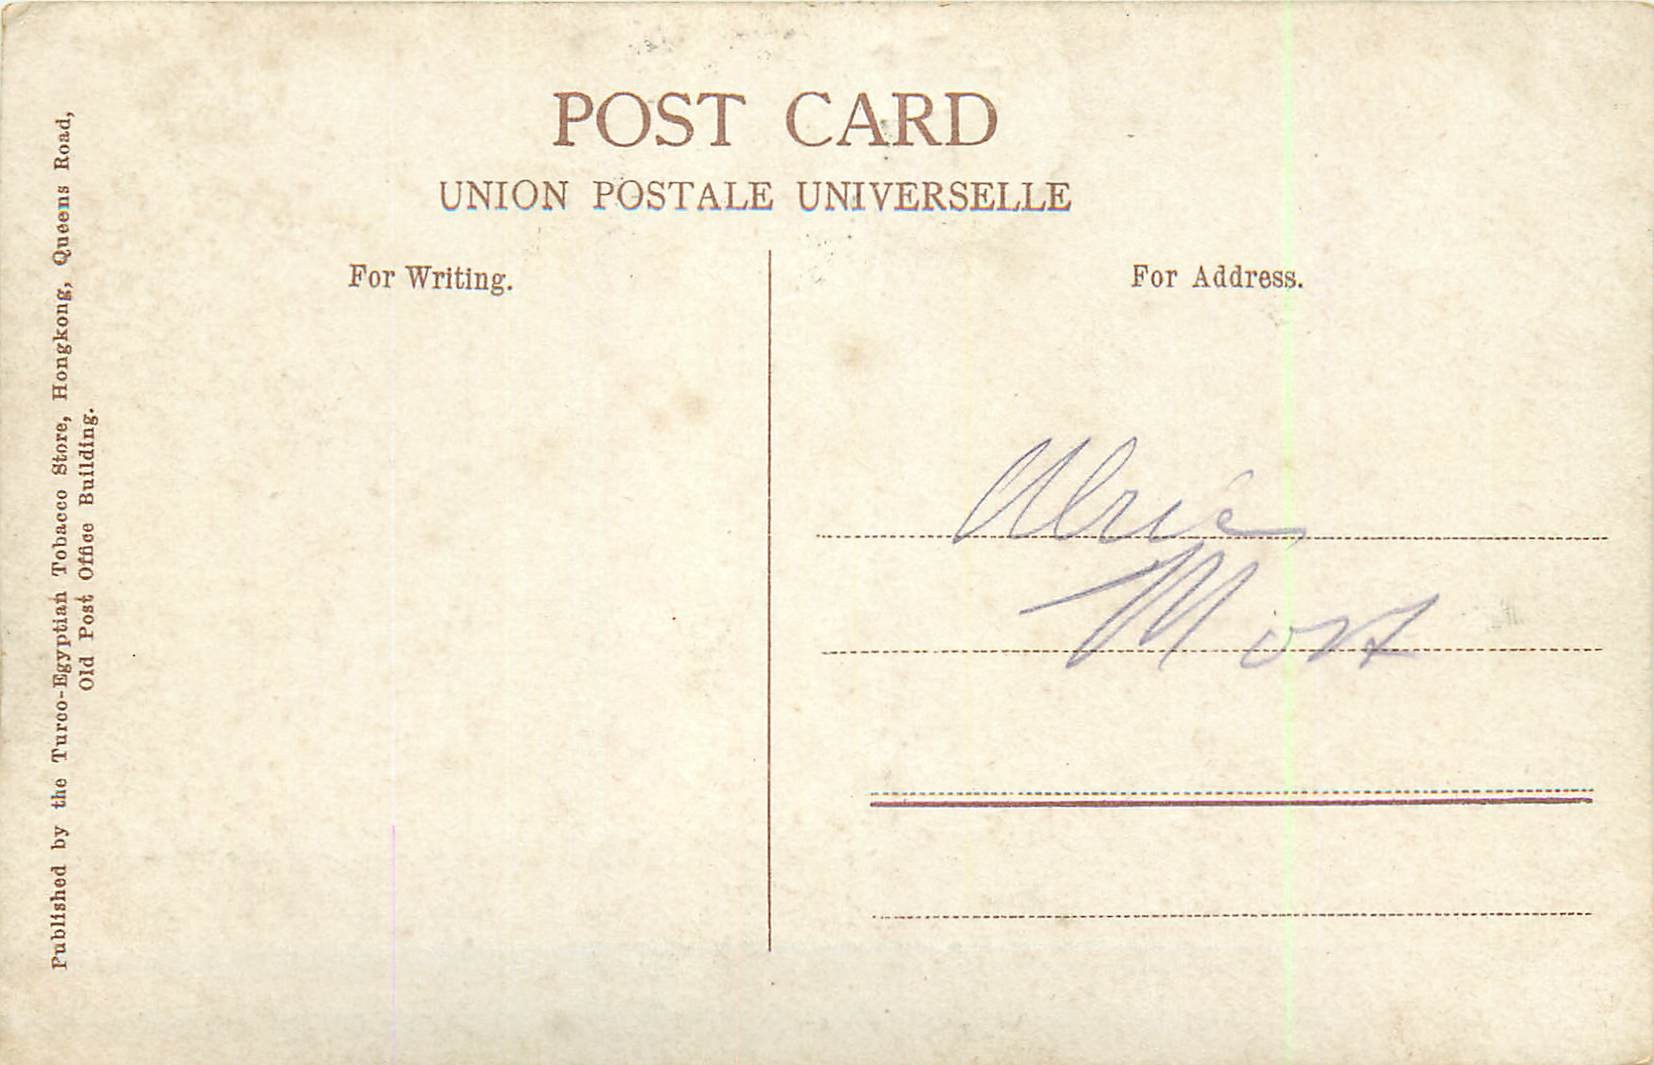 POST CARD
UNION POSTALE UNIVERSELLE
For Writing.
For Address.
Published by the Turco-Egyptian Tobacco Store, Hongkong, Queens Road,
Old Post Office Building.